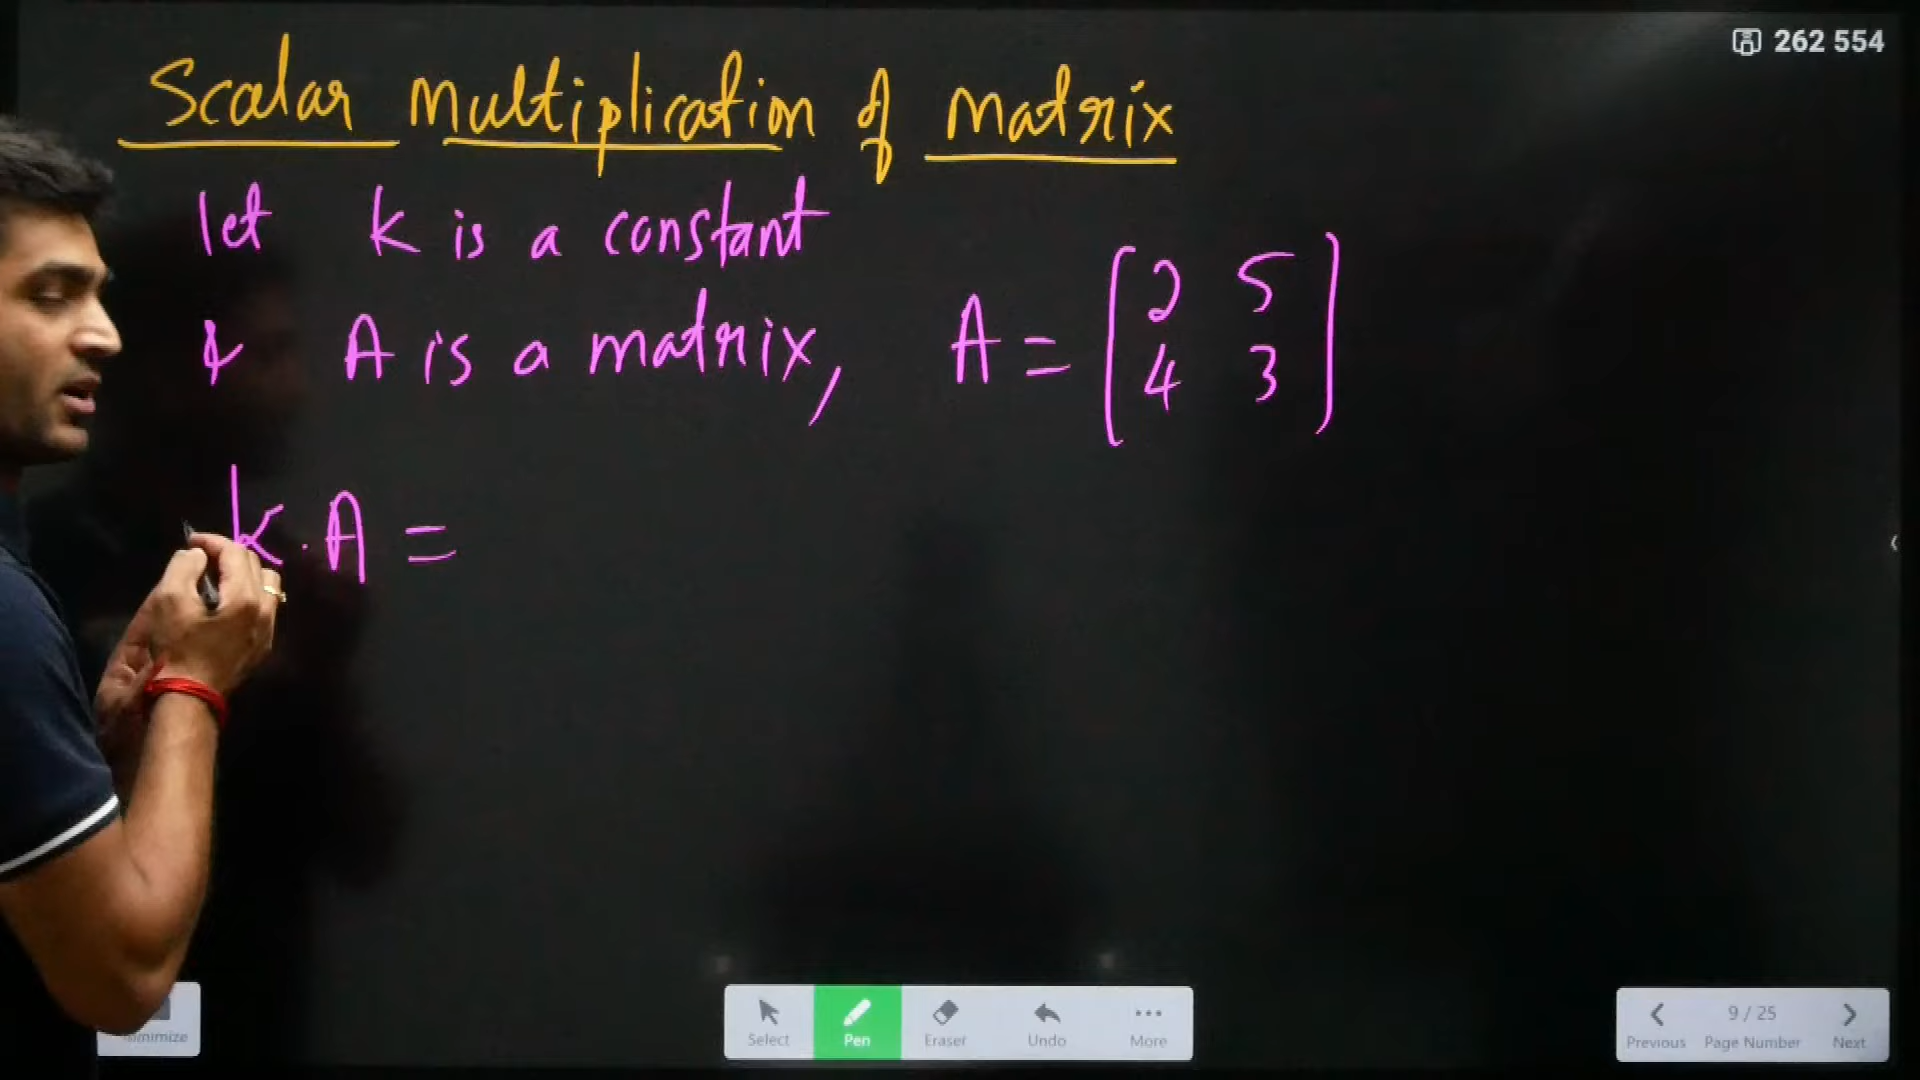 262 554
Scalar Multiplication of Matrix
let k is a constant
& A is a matrix, A = [2 5
4 3]
k . A =
Select Pen Eraser Undo ... More
Previous 9 / 25 Page Number Next